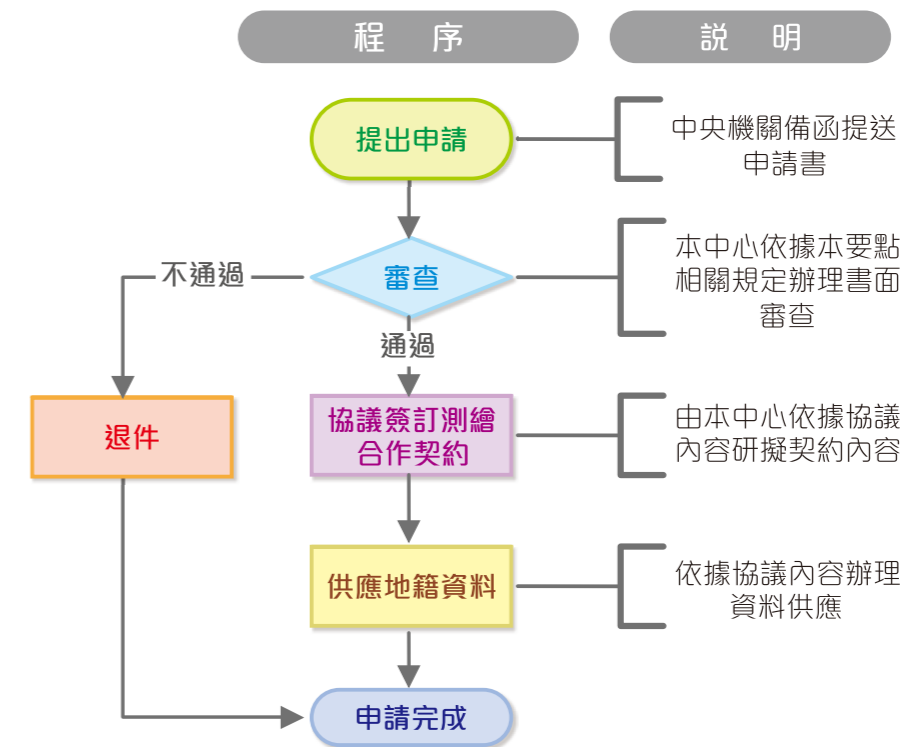 程序
説明
提出申請
中央機關備函提送
申請書
審查
本中心依據本要點
相關規定辦理書面
審查
不通過
通過
退件
協議簽訂測繪
合作契約
由本中心依據協議
內容研擬契約內容
供應地籍資料
依據協議內容辦理
資料供應
申請完成